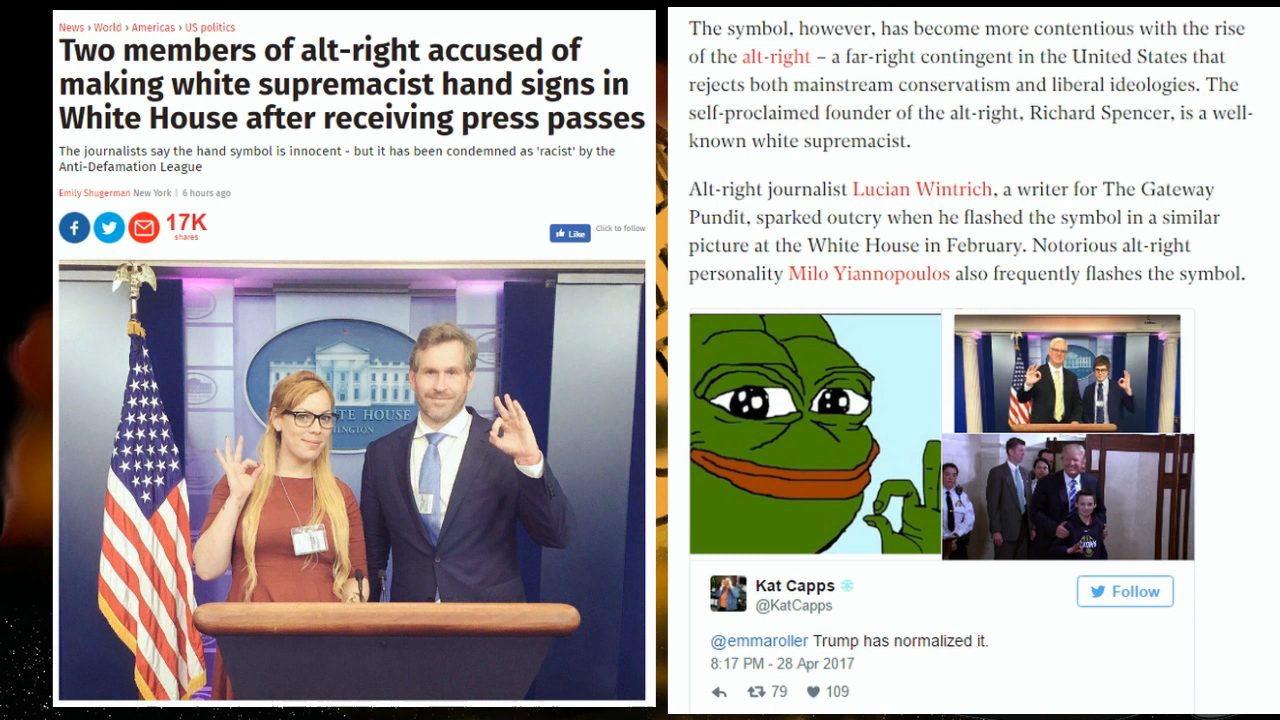 News › World › Americas › US politics
Two members of alt-right accused of
making white supremacist hand signs in
White House after receiving press passes
The journalists say the hand symbol is innocent - but it has been condemned as 'racist' by the
Anti-Defamation League
Emily Shugerman New York | 6 hours ago
17K
shares
Like
Click to follow
TE HOUSE
The symbol, however, has become more contentious with the rise
of the alt-right – a far-right contingent in the United States that
rejects both mainstream conservatism and liberal ideologies. The
self-proclaimed founder of the alt-right, Richard Spencer, is a well-
known white supremacist.
Alt-right journalist Lucian Wintrich, a writer for The Gateway
Pundit, sparked outcry when he flashed the symbol in a similar
picture at the White House in February. Notorious alt-right
personality Milo Yiannopoulos also frequently flashes the symbol.
Kat Capps
@KatCapps
Follow
@emmaroller Trump has normalized it.
8:17 PM - 28 Apr 2017
79 109